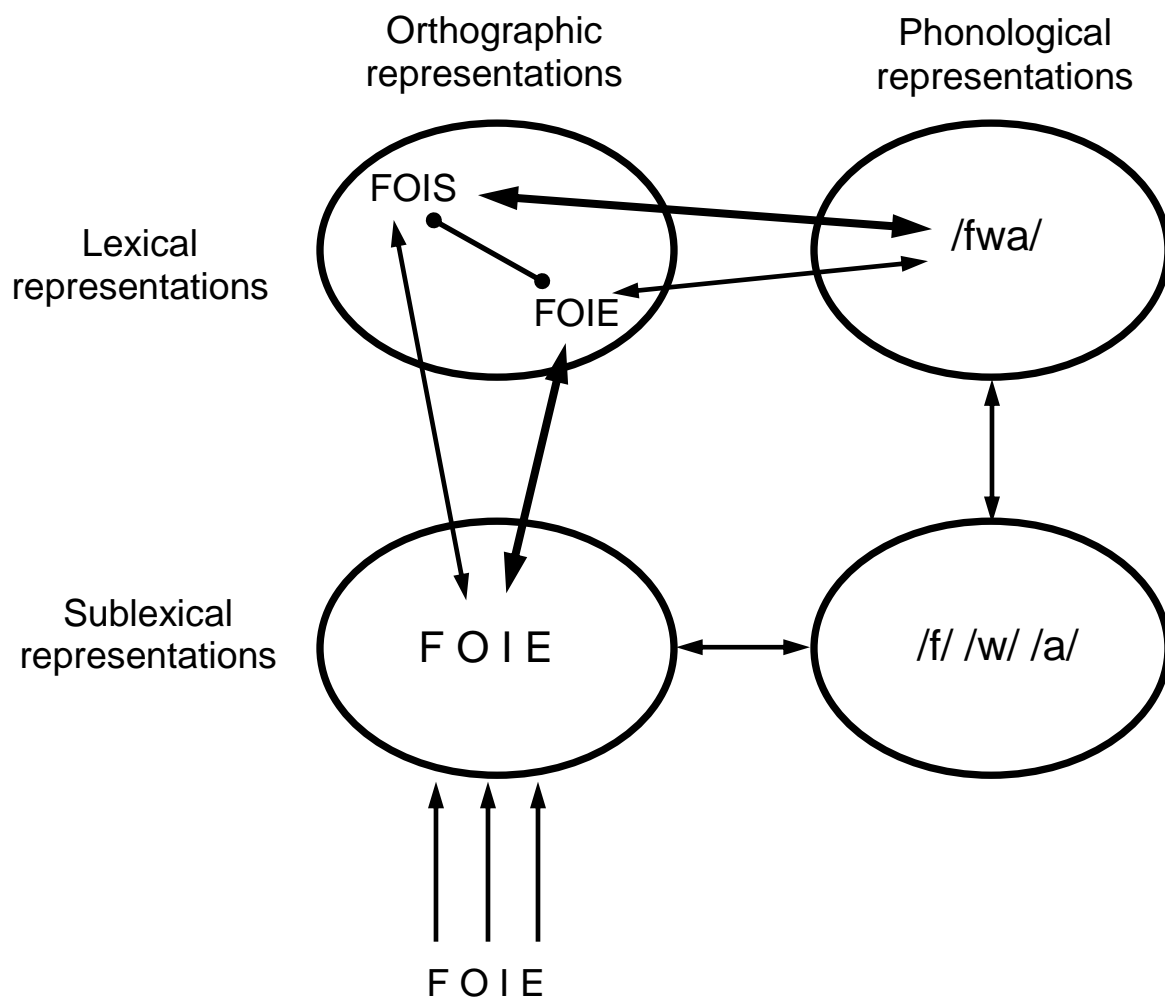 Orthographic
representations
Phonological
representations
Lexical
representations
FOIS
FOIE
/fwa/
Sublexical
representations
F O I E
/f/ /w/ /a/
F O I E